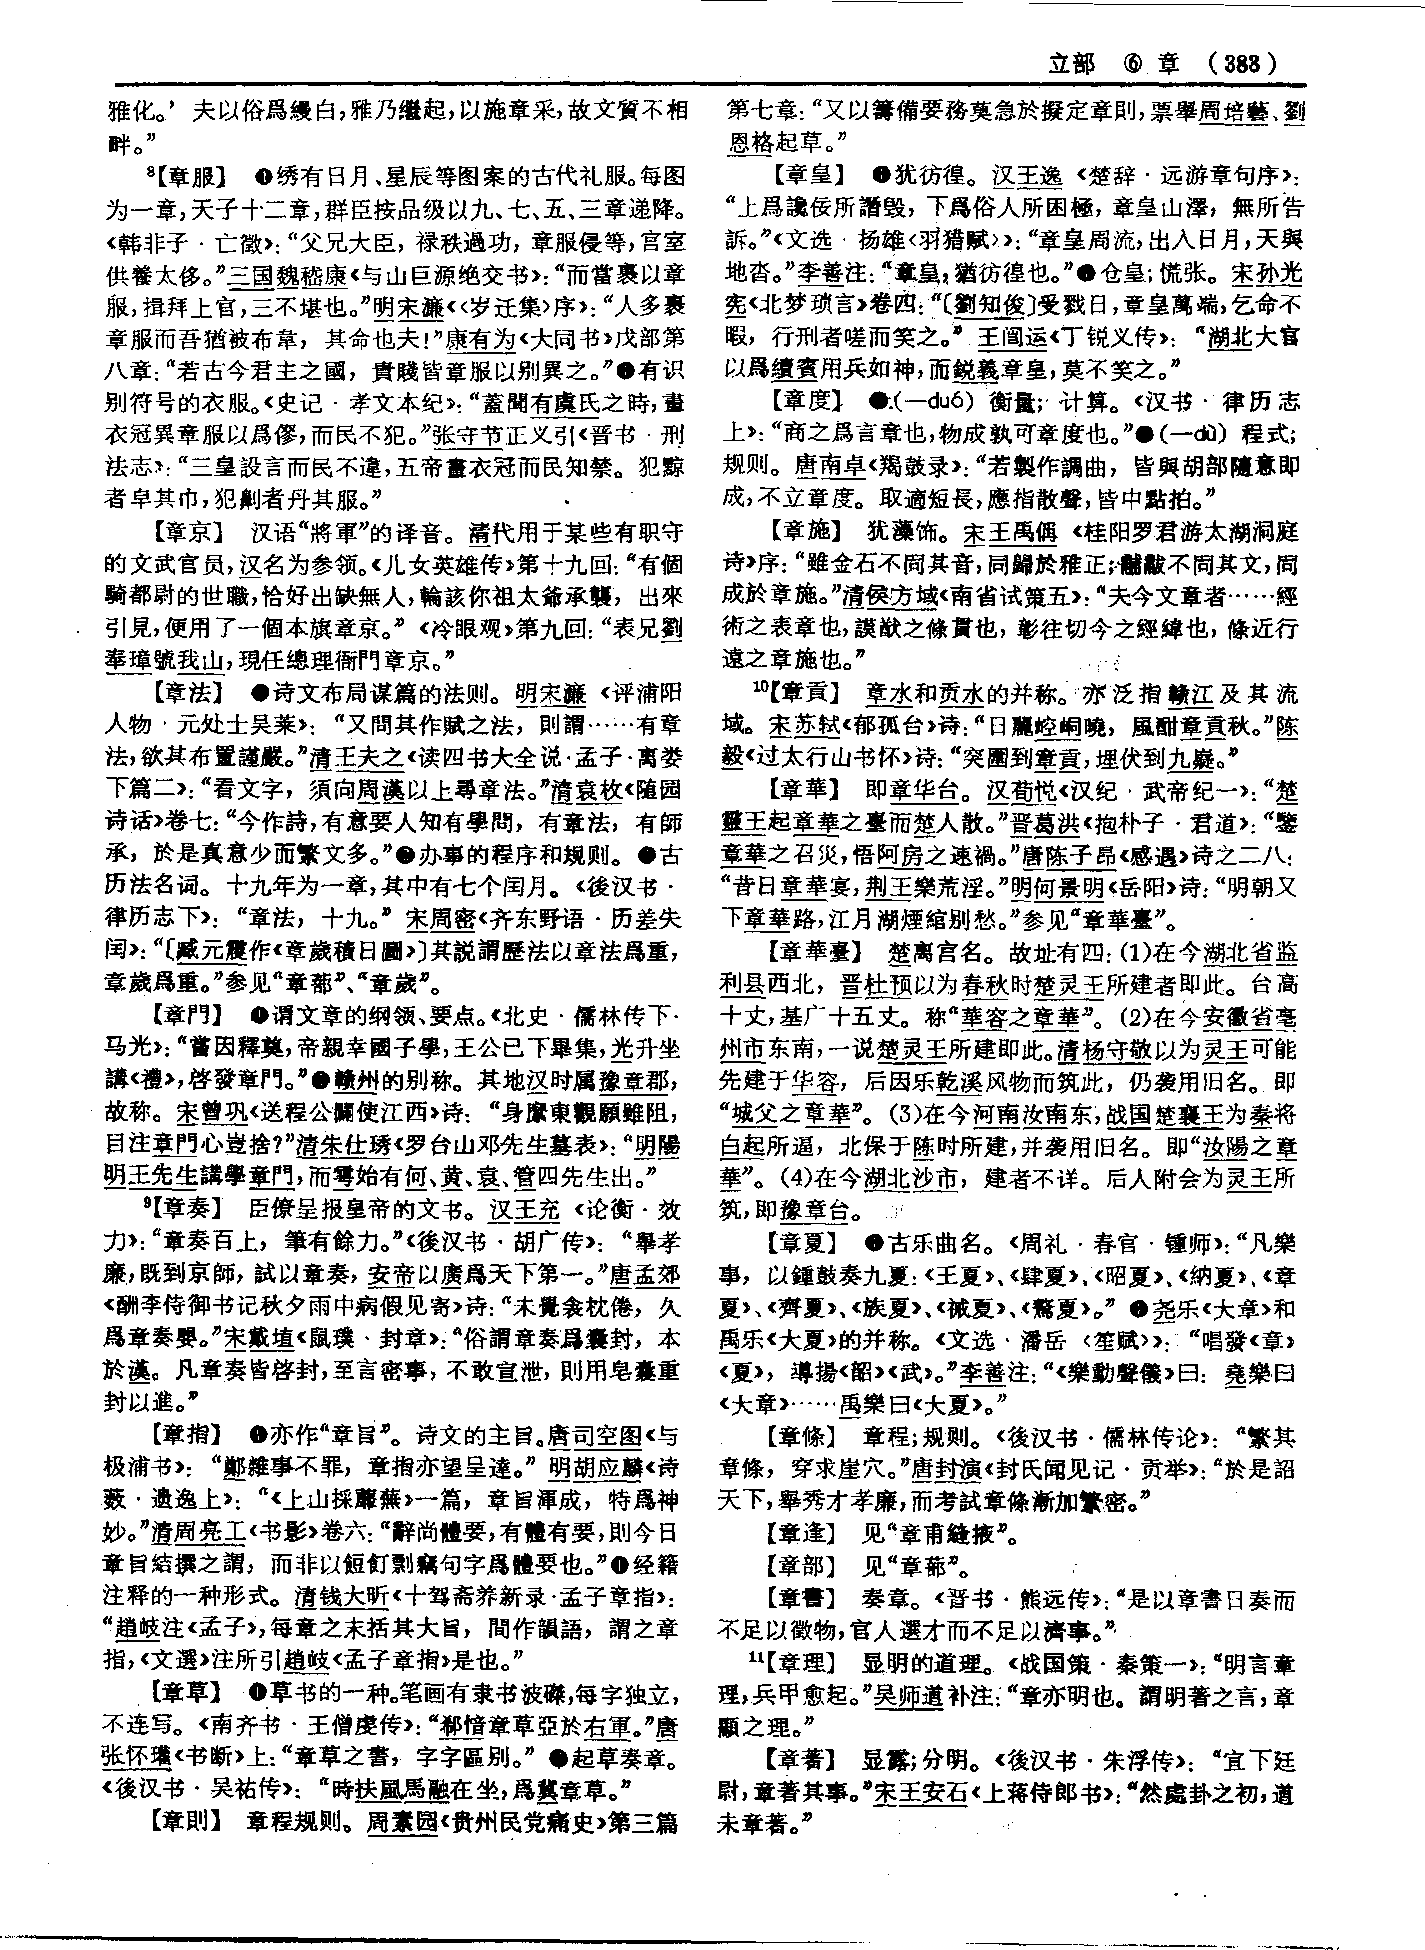 立部 ⑥ 章 (383)
雅化。’夫以俗爲縵白，雅乃繼起，以施章采，故文質不相
畔。”
⁸【章服】 ❶绣有日月、星辰等图案的古代礼服。每图
为一章，天子十二章，群臣按品级以九、七、五、三章递降。
《韩非子·亡徵》：“父兄大臣，禄秩過功，章服侵等，宫室
供養太侈。”三国魏嵇康《与山巨源绝交书》：“而當裹以章
服，揖拜上官，三不堪也。”明宋濂《〈岁迁集〉序》：“人多裹
章服而吾猶被布韋，其命也夫！”康有为《大同书》戊部第
八章：“若古今君主之國，貴賤皆章服以别異之。”❷有识
别符号的衣服。《史记·孝文本纪》：“蓋聞有虞氏之時，畫
衣冠異章服以爲僇，而民不犯。”张守节正义引《晋书·刑
法志》：“三皇設言而民不違，五帝畫衣冠而民知禁。犯黥
者皁其巾，犯劓者丹其服。”
【章京】 汉语“將軍”的译音。清代用于某些有职守
的文武官员，汉名为参领。《儿女英雄传》第十九回：“有個
騎都尉的世職，恰好出缺無人，輪該你祖太爺承襲，出來
引見，便用了一個本旗章京。”《冷眼观》第九回：“表兄劉
奉璋號我山，現任總理衙門章京。”
【章法】 ❶诗文布局谋篇的法则。明宋濂《评浦阳
人物·元处士吴莱》：“又問其作賦之法，則謂……有章
法，欲其布置謹嚴。”清王夫之《读四书大全说·孟子·离娄
下篇二》：“看文字，須向周漢以上尋章法。”清袁枚《随园
诗话》卷七：“今作詩，有意要人知有學問，有章法，有師
承，於是真意少而繁文多。”❷办事的程序和规则。❸古
历法名词。十九年为一章，其中有七个闰月。《後汉书·
律历志下》：“章法，十九。”宋周密《齐东野语·历差失
闰》：“〔臧元震作《章歲積日圖》〕其説謂歷法以章法爲重，
章歲爲重。”参见“章蔀”、“章歲”。
【章門】 ❶谓文章的纲领、要点。《北史·儒林传下·
马光》：“嘗因釋奠，帝親幸國子學，王公已下畢集，光升坐
講《禮》，啓發章門。”❷贛州的别称。其地汉时属豫章郡，
故称。宋曾巩《送程公闢使江西》诗：“身縻東觀願難阻，
目注章門心豈捨？”清朱仕琇《罗台山邓先生墓表》：“明陽
明王先生講學章門，而雩始有何、黄、袁、管四先生出。”
⁹【章奏】 臣僚呈报皇帝的文书。汉王充《论衡·效
力》：“章奏百上，筆有餘力。”《後汉书·胡广传》：“舉孝
廉，既到京師，試以章奏，安帝以廣爲天下第一。”唐孟郊
《酬李侍御书记秋夕雨中病假见寄》诗：“未覺衾枕倦，久
爲章奏嬰。”宋戴埴《鼠璞·封章》：“俗謂章奏爲囊封，本
於漢。凡章奏皆啓封，至言密事，不敢宣泄，則用皂囊重
封以進。”
【章指】 ❶亦作“章旨”。诗文的主旨。唐司空图《与
极浦书》：“鄭雜事不罪，章指亦望呈達。”明胡应麟《诗
薮·遗逸上》：“《上山採蘼蕪》一篇，章旨渾成，特爲神
妙。”清周亮工《书影》卷六：“辭尚體要，有體有要，則今日
章旨結撰之謂，而非以飣餖剽竊句字爲體要也。”❷经籍
注释的一种形式。清钱大昕《十驾斋养新录·孟子章指》：
“趙岐注《孟子》，每章之末括其大旨，間作韻語，謂之章
指，《文選》注所引趙岐《孟子章指》是也。”
【章草】 ❶草书的一种。笔画有隶书波磔，每字独立，
不连写。《南齐书·王僧虔传》：“郗愔章草亞於右軍。”唐
张怀瓘《书断》上：“章草之書，字字區别。”❷起草奏章。
《後汉书·吴祐传》：“時扶風馬融在坐，爲冀章草。”
【章則】 章程规则。周素园《贵州民党痛史》第三篇
第七章：“又以籌備要務莫急於擬定章則，票舉周培藝、劉
恩格起草。”
【章皇】 ❶犹彷徨。汉王逸《楚辞·远游章句序》：
“上爲讒佞所譖毁，下爲俗人所困極，章皇山澤，無所告
訴。”《文选·扬雄〈羽猎赋〉》：“章皇周流，出入日月，天與
地沓。”李善注：“章皇，猶彷徨也。”❷仓皇；慌张。宋孙光
宪《北梦琐言》卷四：“〔劉知俊〕受戮日，章皇萬端，乞命不
暇，行刑者嗤而笑之。”王闿运《丁锐义传》：“湖北大官
以爲續賓用兵如神，而鋭義章皇，莫不笑之。”
【章度】 ❶（—duó）衡量；计算。《汉书·律历志
上》：“商之爲言章也，物成孰可章度也。”❷（—dù）程式；
规则。唐南卓《羯鼓录》：“若製作調曲，皆與胡部隨意即
成，不立章度。取適短長，應指散聲，皆中點拍。”
【章施】 犹藻饰。宋王禹偁《桂阳罗君游太湖洞庭
诗》序：“雖金石不同其音，同歸於雅正；黼黻不同其文，同
成於章施。”清侯方域《南省试策五》：“夫今文章者……經
術之表章也，謨猷之條貫也，彰往切今之經緯也，條近行
遠之章施也。”
¹⁰【章貢】 章水和贡水的并称。亦泛指赣江及其流
域。宋苏轼《郁孤台》诗：“日麗崆峒曉，風酣章貢秋。”陈
毅《过太行山书怀》诗：“突圍到章貢，埋伏到九嶷。”
【章華】 即章华台。汉荀悦《汉纪·武帝纪一》：“楚
靈王起章華之臺而楚人散。”晋葛洪《抱朴子·君道》：“鑒
章華之召災，悟阿房之速禍。”唐陈子昂《感遇》诗之二八：
“昔日章華宴，荆王樂荒淫。”明何景明《岳阳》诗：“明朝又
下章華路，江月湖煙綰别愁。”参见“章華臺”。
【章華臺】 楚离宫名。故址有四：(1)在今湖北省监
利县西北，晋杜预以为春秋时楚灵王所建者即此。台高
十丈，基广十五丈。称“華容之章華”。(2)在今安徽省亳
州市东南，一说楚灵王所建即此。清杨守敬以为灵王可能
先建于华容，后因乐乾溪风物而筑此，仍袭用旧名。即
“城父之章華”。(3)在今河南汝南东，战国楚襄王为秦将
白起所逼，北保于陈时所建，并袭用旧名。即“汝陽之章
華”。(4)在今湖北沙市，建者不详。后人附会为灵王所
筑，即豫章台。
【章夏】 ❶古乐曲名。《周礼·春官·锺师》：“凡樂
事，以鍾鼓奏九夏：《王夏》、《肆夏》、《昭夏》、《納夏》、《章
夏》、《齊夏》、《族夏》、《祴夏》、《驁夏》。”❷尧乐《大章》和
禹乐《大夏》的并称。《文选·潘岳〈笙赋〉》：“唱發《章》
《夏》，導揚《韶》《武》。”李善注：“《樂動聲儀》曰：堯樂曰
《大章》……禹樂曰《大夏》。”
【章條】 章程；规则。《後汉书·儒林传论》：“繁其
章條，穿求崖穴。”唐封演《封氏闻见记·贡举》：“於是詔
天下，舉秀才孝廉，而考試章條漸加繁密。”
【章逢】 见“章甫縫掖”。
【章部】 见“章蔀”。
【章書】 奏章。《晋书·熊远传》：“是以章書日奏而
不足以徵物，官人選才而不足以濟事。”
¹¹【章理】 显明的道理。《战国策·秦策一》：“明言章
理，兵甲愈起。”吴师道补注：“章亦明也。謂明著之言，章
顯之理。”
【章著】 显露；分明。《後汉书·朱浮传》：“宜下廷
尉，章著其事。”宋王安石《上蒋侍郎书》：“然處卦之初，道
未章著。”